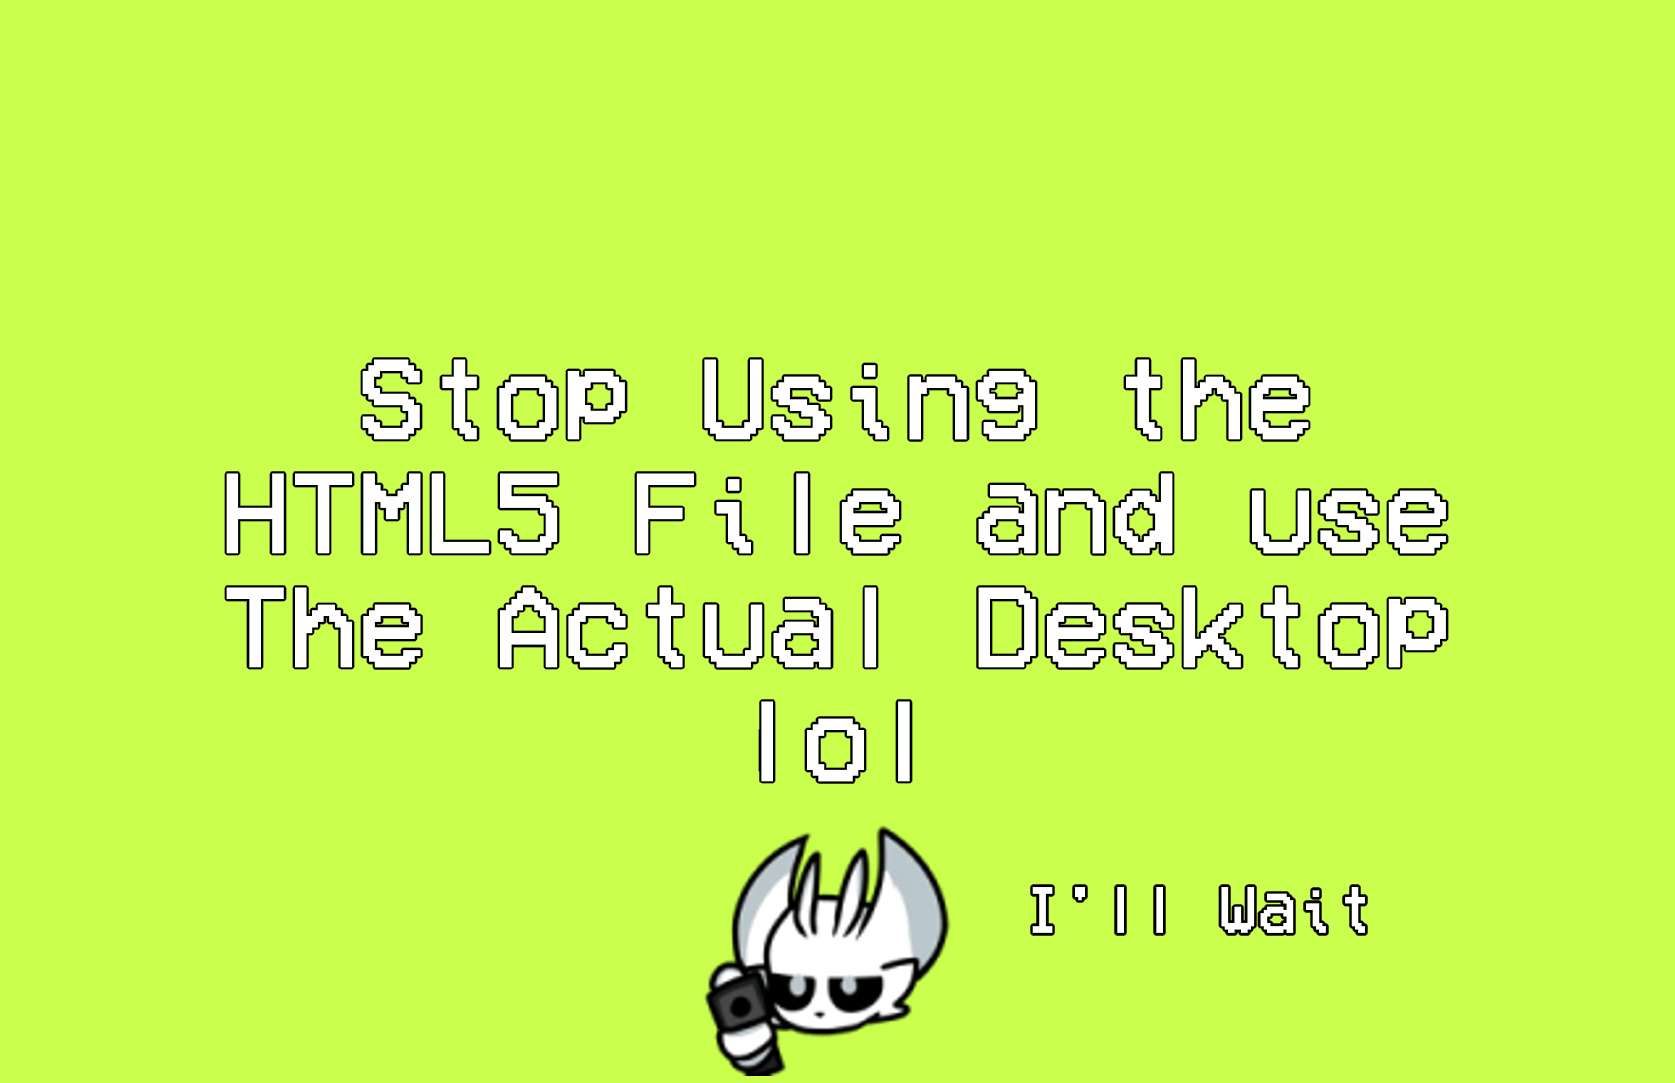 Stop Using the
HTML5 File and use
The Actual Desktop
lol
I'll Wait